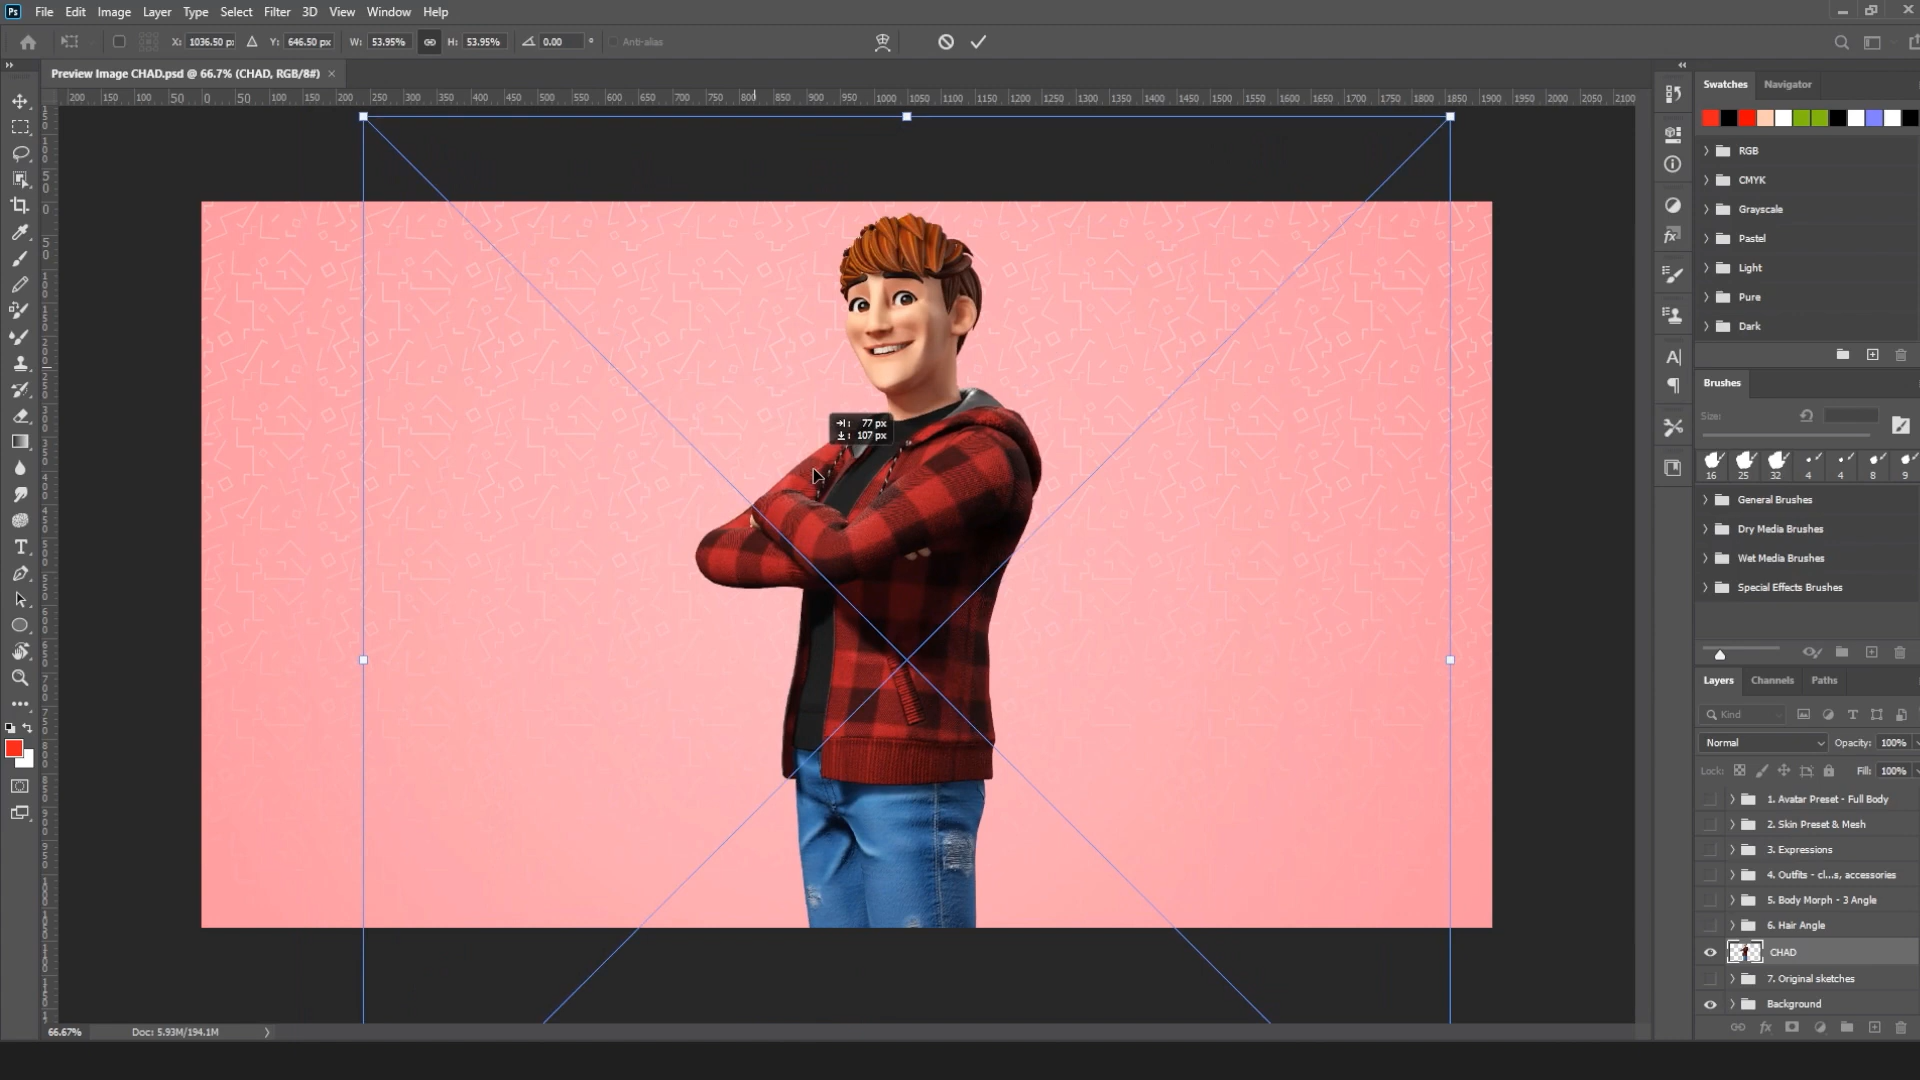 Ps File Edit Image Layer Type Select Filter 3D View Window Help
X: 1036.50 p: Y: 646.50 px W: 53.95% H: 53.95% 0.00 ° Anti-alias
Preview Image CHAD.psd @ 66.7% (CHAD, RGB/8#) ×
200 150 100 50 0 50 100 150 200 250 300 350 400 450 500 550 600 650 700 750 800 850 900 950 1000 1050 1100 1150 1200 1250 1300 1350 1400 1450 1500 1550 1600 1650 1700 1750 1800 1850 1900 1950 2000 2050 2100
Swatches Navigator
RGB
CMYK
Grayscale
Pastel
Light
Pure
Dark
Brushes
Size:
16 25 32 4 4 8 9
General Brushes
Dry Media Brushes
Wet Media Brushes
Special Effects Brushes
77 px
107 px
Layers Channels Paths
Kind
Normal Opacity: 100%
Lock: Fill: 100%
1. Avatar Preset - Full Body
2. Skin Preset & Mesh
3. Expressions
4. Outfits - cl...s, accessories
5. Body Morph - 3 Angle
6. Hair Angle
CHAD
7. Original sketches
Background
66.67% Doc: 5.93M/194.1M